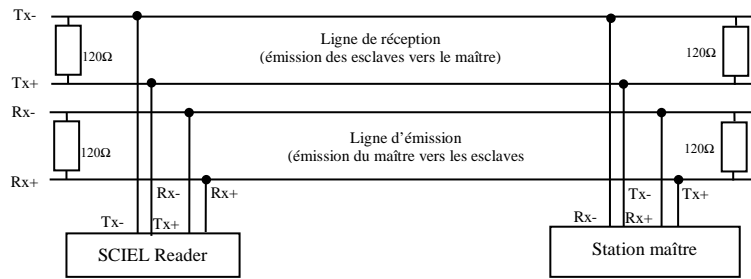 Tx-
120Ω
Ligne de réception
(émission des esclaves vers le maître)
120Ω
Tx+
Rx-
120Ω
Ligne d'émission
(émission du maître vers les esclaves
120Ω
Rx+
Rx-
Rx+
Tx-
Tx+
Tx-
Tx+
Rx-
Rx+
SCIEL Reader
Station maître